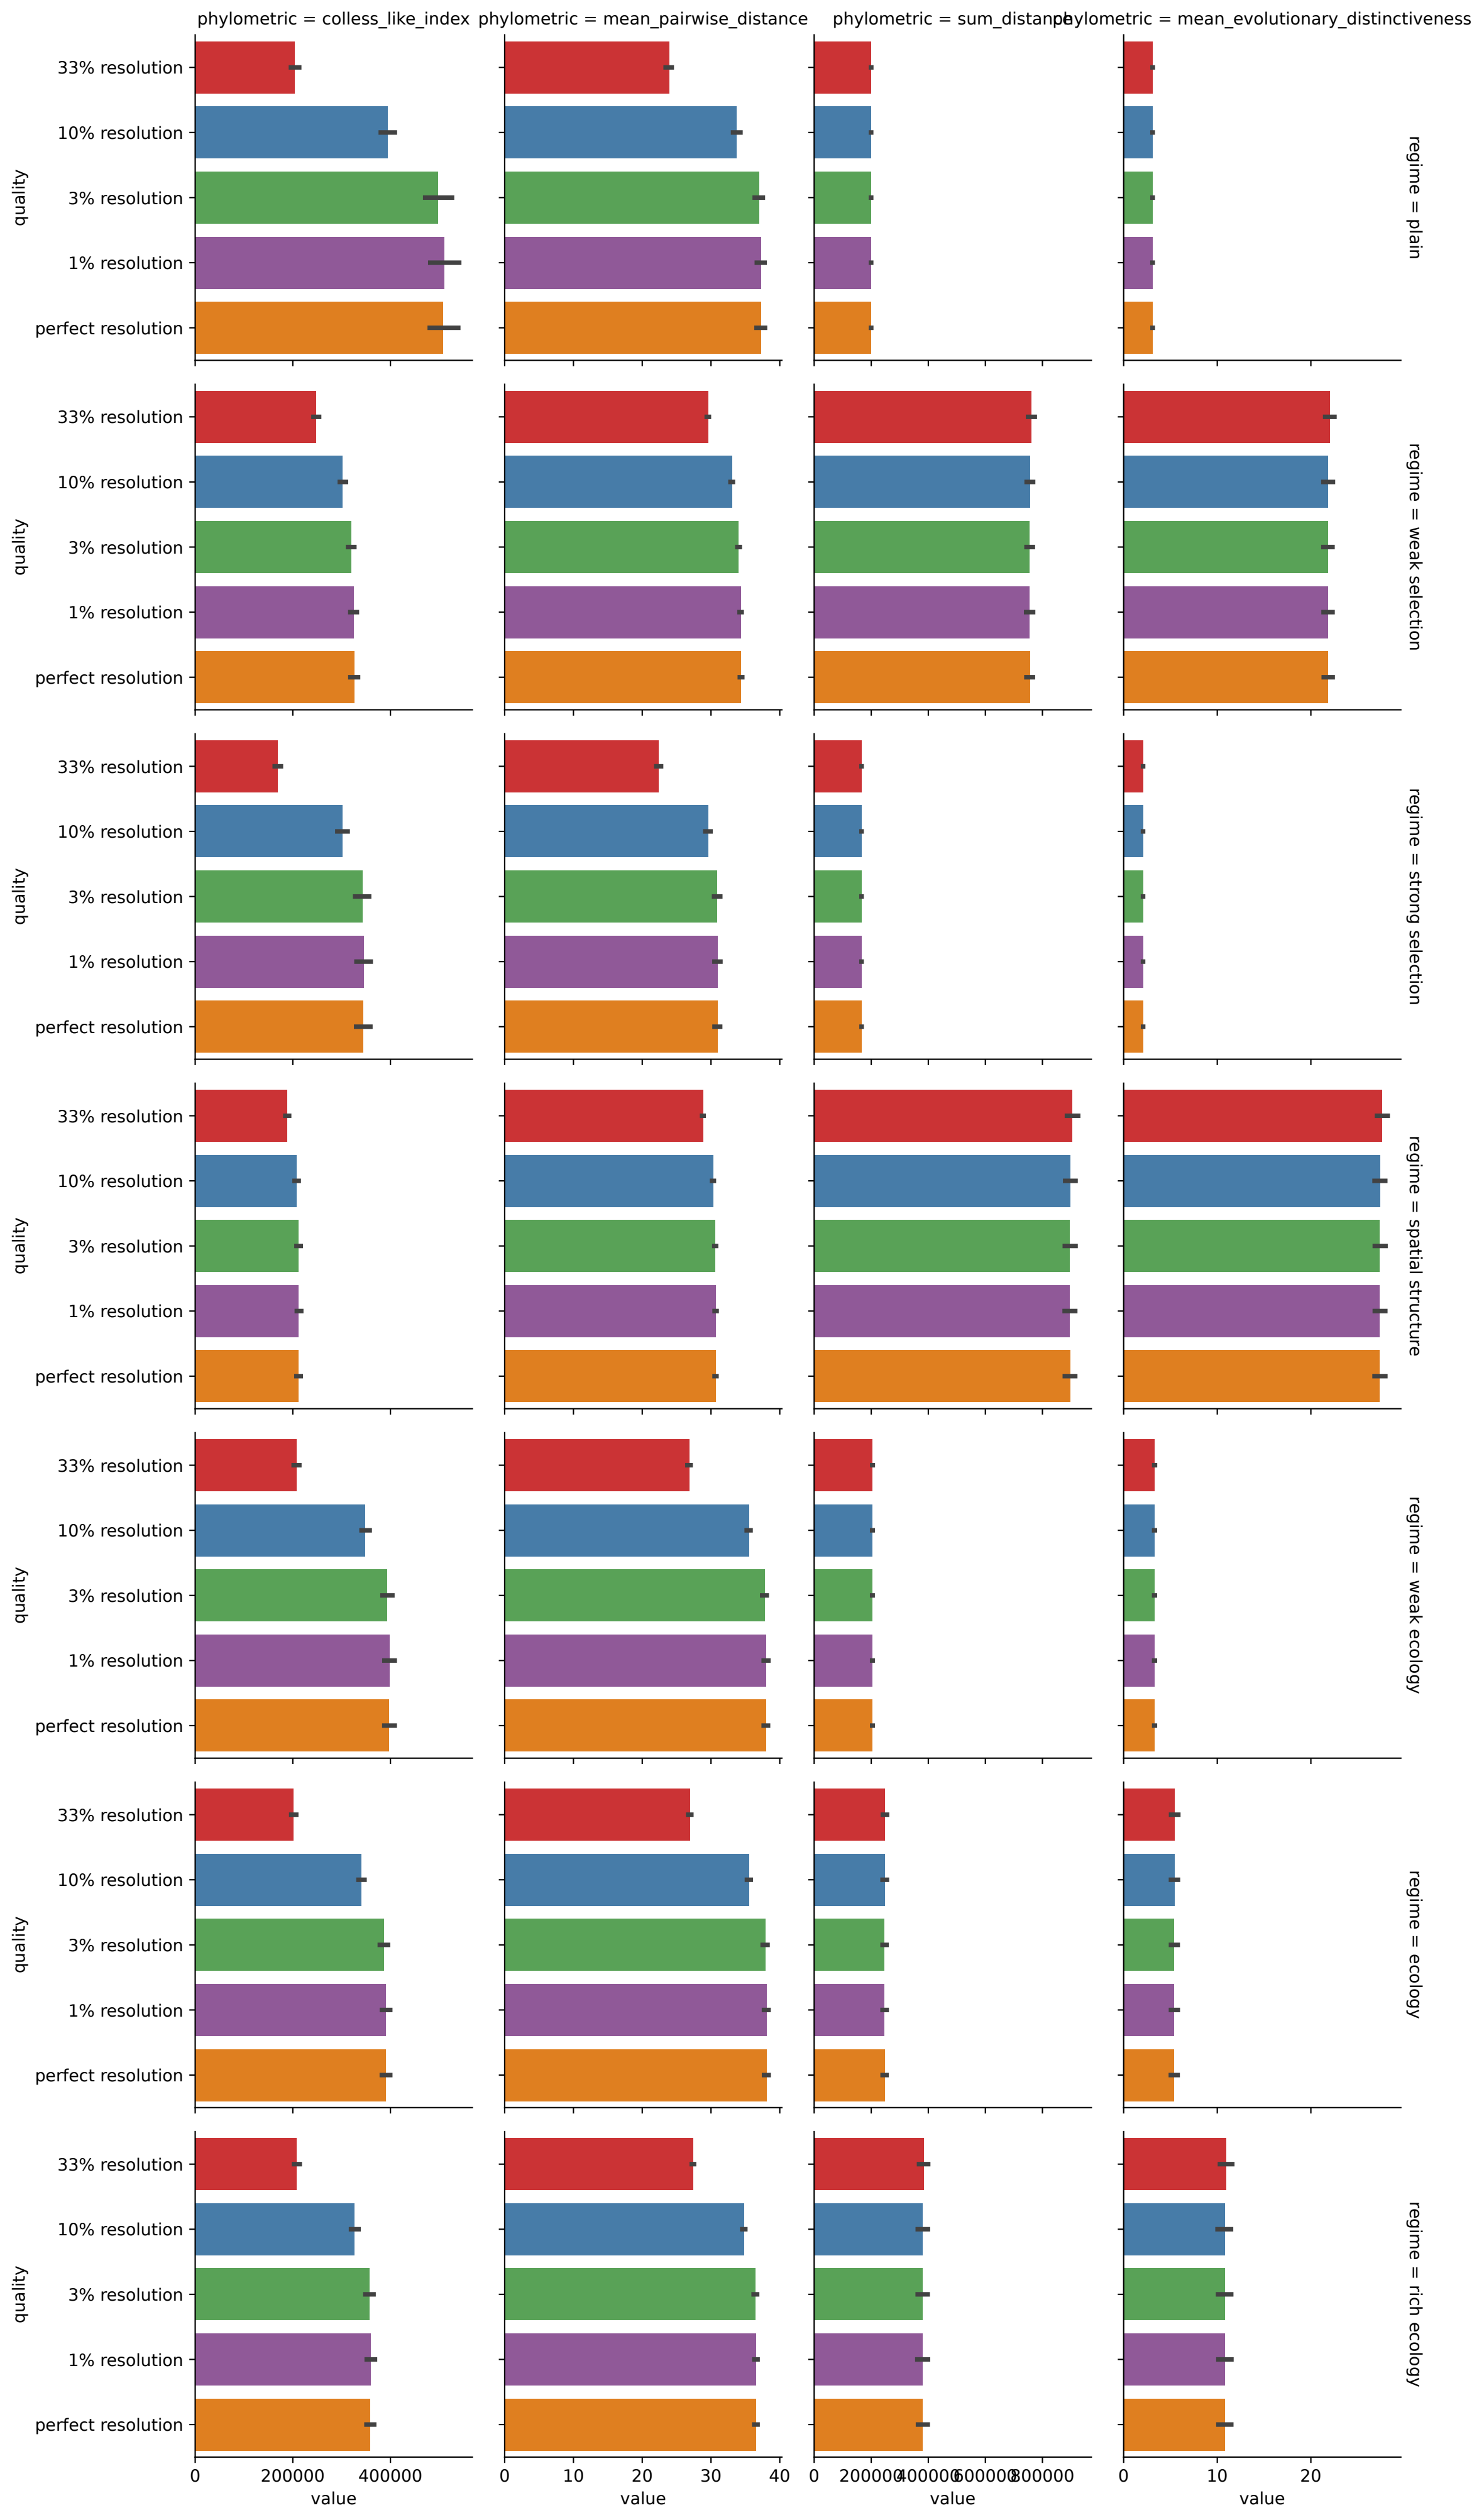 phylometric = colless_like_index phylometric = mean_pairwise_distance phylometric = sum_distance phylometric = mean_evolutionary_distinctiveness
33% resolution
10% resolution
quality
3% resolution
1% resolution
perfect resolution
regime = plain
33% resolution
10% resolution
quality
3% resolution
1% resolution
perfect resolution
regime = weak selection
33% resolution
10% resolution
quality
3% resolution
1% resolution
perfect resolution
regime = strong selection
33% resolution
10% resolution
quality
3% resolution
1% resolution
perfect resolution
regime = spatial structure
33% resolution
10% resolution
quality
3% resolution
1% resolution
perfect resolution
regime = weak ecology
33% resolution
10% resolution
quality
3% resolution
1% resolution
perfect resolution
regime = ecology
33% resolution
10% resolution
quality
3% resolution
1% resolution
perfect resolution
regime = rich ecology
0 200000 400000 0 10 20 30 40 0 200000 400000 600000 800000 0 10 20
value value value value